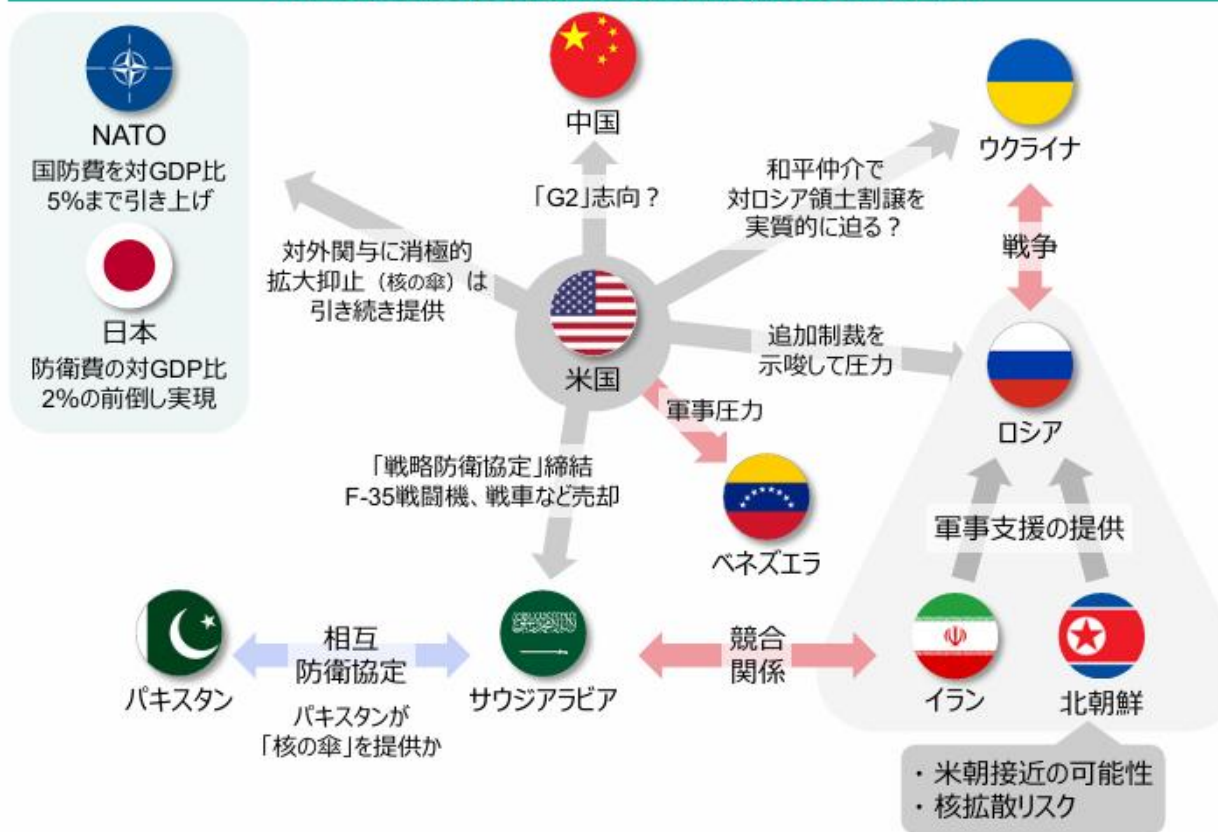 NATO
国防費を対GDP比
5%まで引き上げ
日本
防衛費の対GDP比
2%の前倒し実現
中国
「G2」志向？
ウクライナ
和平仲介で
対ロシア領土割譲を
実質的に迫る？
戦争
対外関与に消極的
拡大抑止（核の傘）は
引き続き提供
米国
追加制裁を
示唆して圧力
ロシア
軍事圧力
ベネズエラ
「戦略防衛協定」締結
F-35戦闘機、戦車など売却
軍事支援の提供
パキスタン
相互
防衛協定
パキスタンが
「核の傘」を提供か
サウジアラビア
競合
関係
イラン
北朝鮮
・米朝接近の可能性
・核拡散リスク